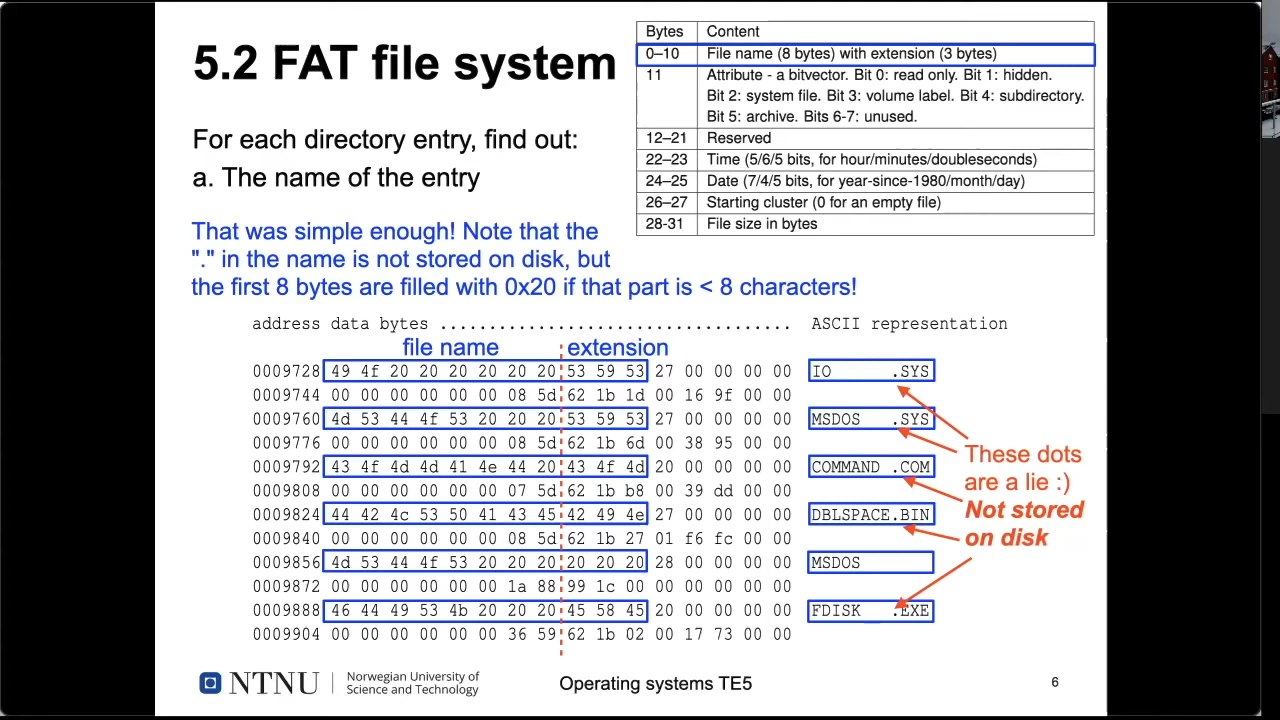 5.2 FAT file system
Bytes Content
0–10 File name (8 bytes) with extension (3 bytes)
11 Attribute - a bitvector. Bit 0: read only. Bit 1: hidden.
Bit 2: system file. Bit 3: volume label. Bit 4: subdirectory.
Bit 5: archive. Bits 6-7: unused.
12–21 Reserved
22–23 Time (5/6/5 bits, for hour/minutes/doubleseconds)
24–25 Date (7/4/5 bits, for year-since-1980/month/day)
26–27 Starting cluster (0 for an empty file)
28-31 File size in bytes
For each directory entry, find out:
a. The name of the entry
That was simple enough! Note that the
"." in the name is not stored on disk, but
the first 8 bytes are filled with 0x20 if that part is < 8 characters!
address data bytes .................................... ASCII representation
file name extension
0009728 49 4f 20 20 20 20 20 20 53 59 53 27 00 00 00 00 IO .SYS
0009744 00 00 00 00 00 00 08 5d 62 1b 1d 00 16 9f 00 00
0009760 4d 53 44 4f 53 20 20 20 53 59 53 27 00 00 00 00 MSDOS .SYS
0009776 00 00 00 00 00 00 08 5d 62 1b 6d 00 38 95 00 00
0009792 43 4f 4d 4d 41 4e 44 20 43 4f 4d 20 00 00 00 00 COMMAND .COM
0009808 00 00 00 00 00 00 07 5d 62 1b b8 00 39 dd 00 00
0009824 44 42 4c 53 50 41 43 45 42 49 4e 27 00 00 00 00 DBLSPACE.BIN
0009840 00 00 00 00 00 00 08 5d 62 1b 27 01 f6 fc 00 00
0009856 4d 53 44 4f 53 20 20 20 20 20 20 28 00 00 00 00 MSDOS
0009872 00 00 00 00 00 00 1a 88 99 1c 00 00 00 00 00 00
0009888 46 44 49 53 4b 20 20 20 45 58 45 20 00 00 00 00 FDISK .EXE
0009904 00 00 00 00 00 00 36 59 62 1b 02 00 17 73 00 00
These dots
are a lie :)
Not stored
on disk
NTNU
Norwegian University of
Science and Technology
Operating systems TE5
6